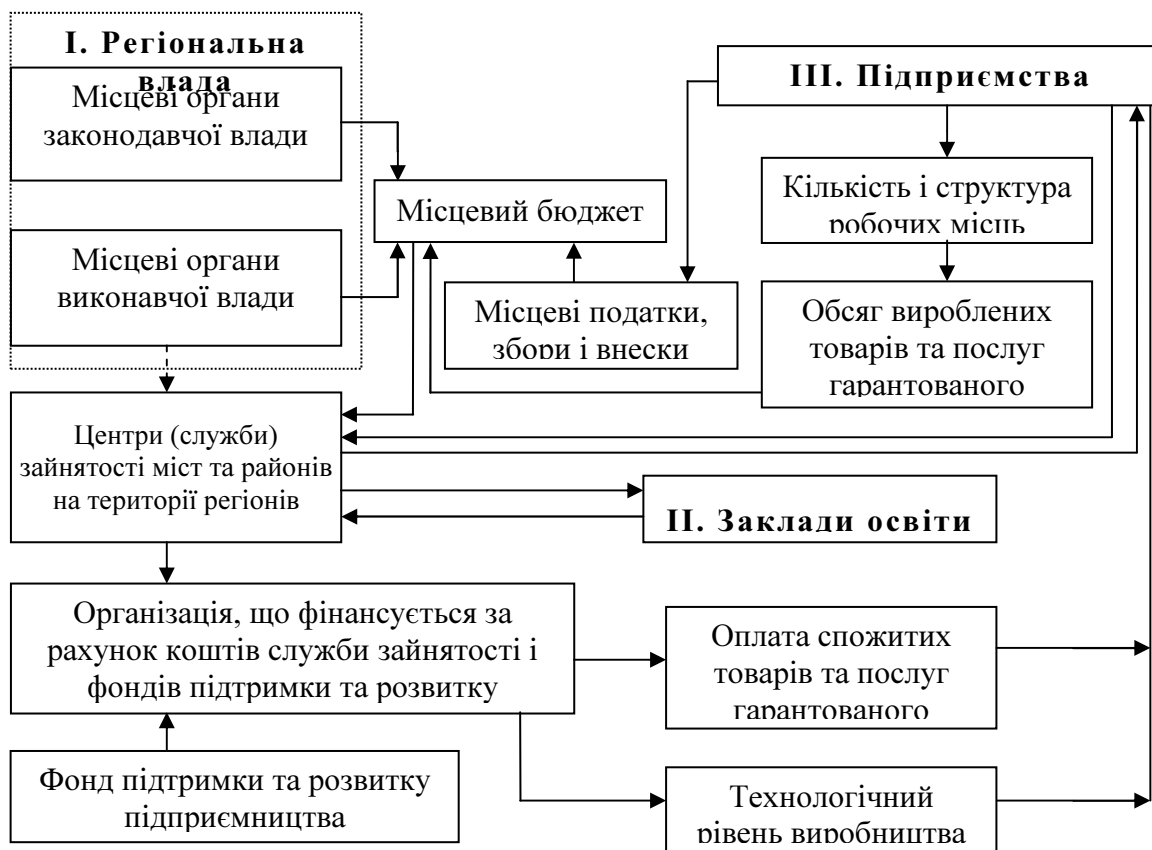 І. Регіональна
влада
Місцеві органи
законодавчої влади
Місцеві органи
виконавчої влади
ІІІ. Підприємства
Місцевий бюджет
Кількість і структура
робочих місць
Місцеві податки,
збори і внески
Обсяг вироблених
товарів та послуг
гарантованого
Центри (служби)
зайнятості міст та районів
на території регіонів
ІІ. Заклади освіти
Організація, що фінансується за
рахунок коштів служби зайнятості і
фондів підтримки та розвитку
Оплата спожитих
товарів та послуг
гарантованого
Фонд підтримки та розвитку
підприємництва
Технологічний
рівень виробництва